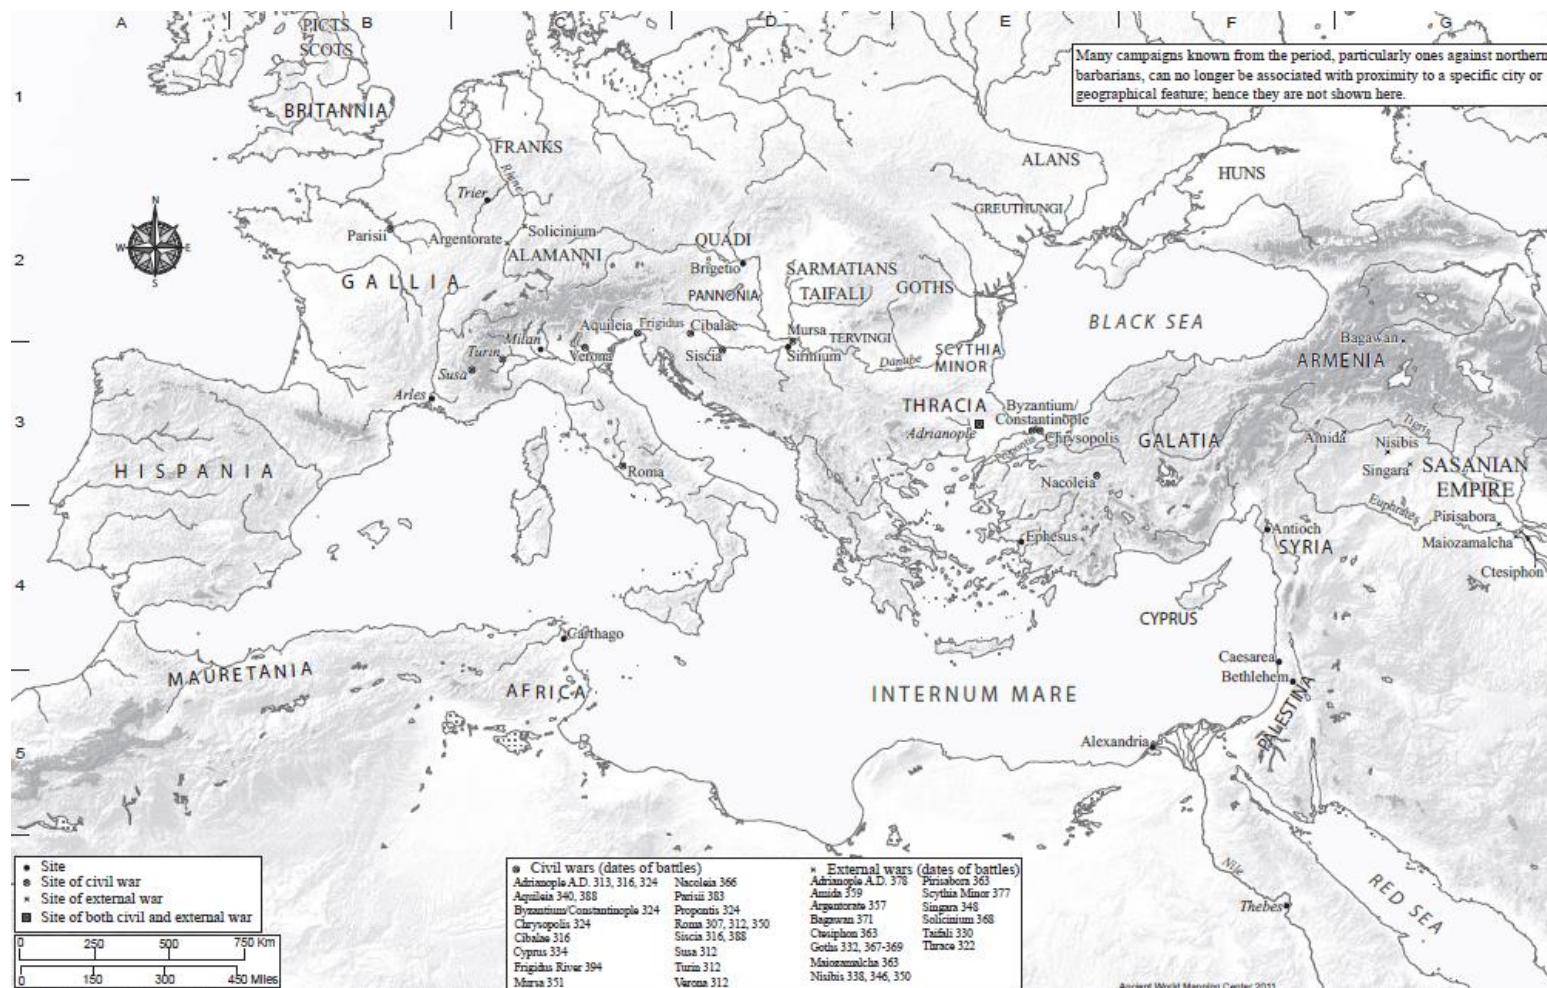 A B C D E F G
PICTS
SCOTS
Many campaigns known from the period, particularly ones against northern
barbarians, can no longer be associated with proximity to a specific city or
geographical feature; hence they are not shown here.
1
BRITANNIA
FRANKS
ALANS
HUNS
Rhine
Trier
GREUTHUNGI
N
W E
S
Parisii
Argentorate
Solicinium
ALAMANNI
QUADI
2
Brigetio
SARMATIANS
GALLIA
PANNONIA
TAIFALI
GOTHS
BLACK SEA
Aquileia
Frigidus
Cibalae
Mursa
TERVINGI
Bagawan
Milan
Turin
Verona
Siscia
Sirmium
Danube
SCYTHIA
MINOR
ARMENIA
Susa
Arles
THRACIA
Byzantium/
Constantinople
3
Adrianople
Propontis
Chrysopolis
GALATIA
Amida
Tigris
Nisibis
HISPANIA
Roma
Nacoleia
Singara
SASANIAN
EMPIRE
Euphrates
Pirisabora
Ephesus
Antioch
SYRIA
Maiozamalcha
Ctesiphon
4
CYPRUS
Carthago
MAURETANIA
Caesarea
Bethlehem
AFRICA
INTERNUM MARE
PALESTINA
5
Alexandria
Nile
Thebes
RED SEA
Site
Site of civil war
Site of external war
Site of both civil and external war
0 250 500 750 Km
0 150 300 450 Miles
Civil wars (dates of battles)
Adrianople A.D. 313, 316, 324
Aquileia 340, 388
Byzantium/Constantinople 324
Chrysopolis 324
Cibalae 316
Cyprus 334
Frigidus River 394
Mursa 351
Nacoleia 366
Parisii 383
Propontis 324
Roma 307, 312, 350
Siscia 316, 388
Susa 312
Turin 312
Verona 312
External wars (dates of battles)
Adrianople A.D. 378
Amida 359
Argentorate 357
Bagawan 371
Ctesiphon 363
Goths 332, 367-369
Maiozamalcha 363
Nisibis 338, 346, 350
Pirisabora 363
Scythia Minor 377
Singara 348
Solicinium 368
Taifali 330
Thrace 322
Ancient World Mapping Center 2011